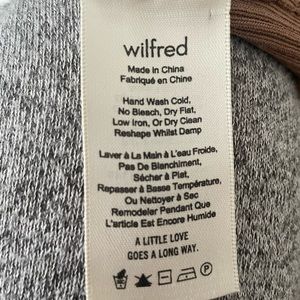 wilfred
Made in China
Fabriqué en Chine
Hand Wash Cold,
No Bleach, Dry Flat,
Low Iron, Or Dry Clean
Reshape Whilst Damp
Laver à La Main à L'eau Froide,
Pas De Blanchiment,
Sécher à Plat,
Repasser à Basse Température,
Ou Nettoyer à Sec
Remodeler Pendant Que
L'article Est Encore Humide
A LITTLE LOVE
GOES A LONG WAY.